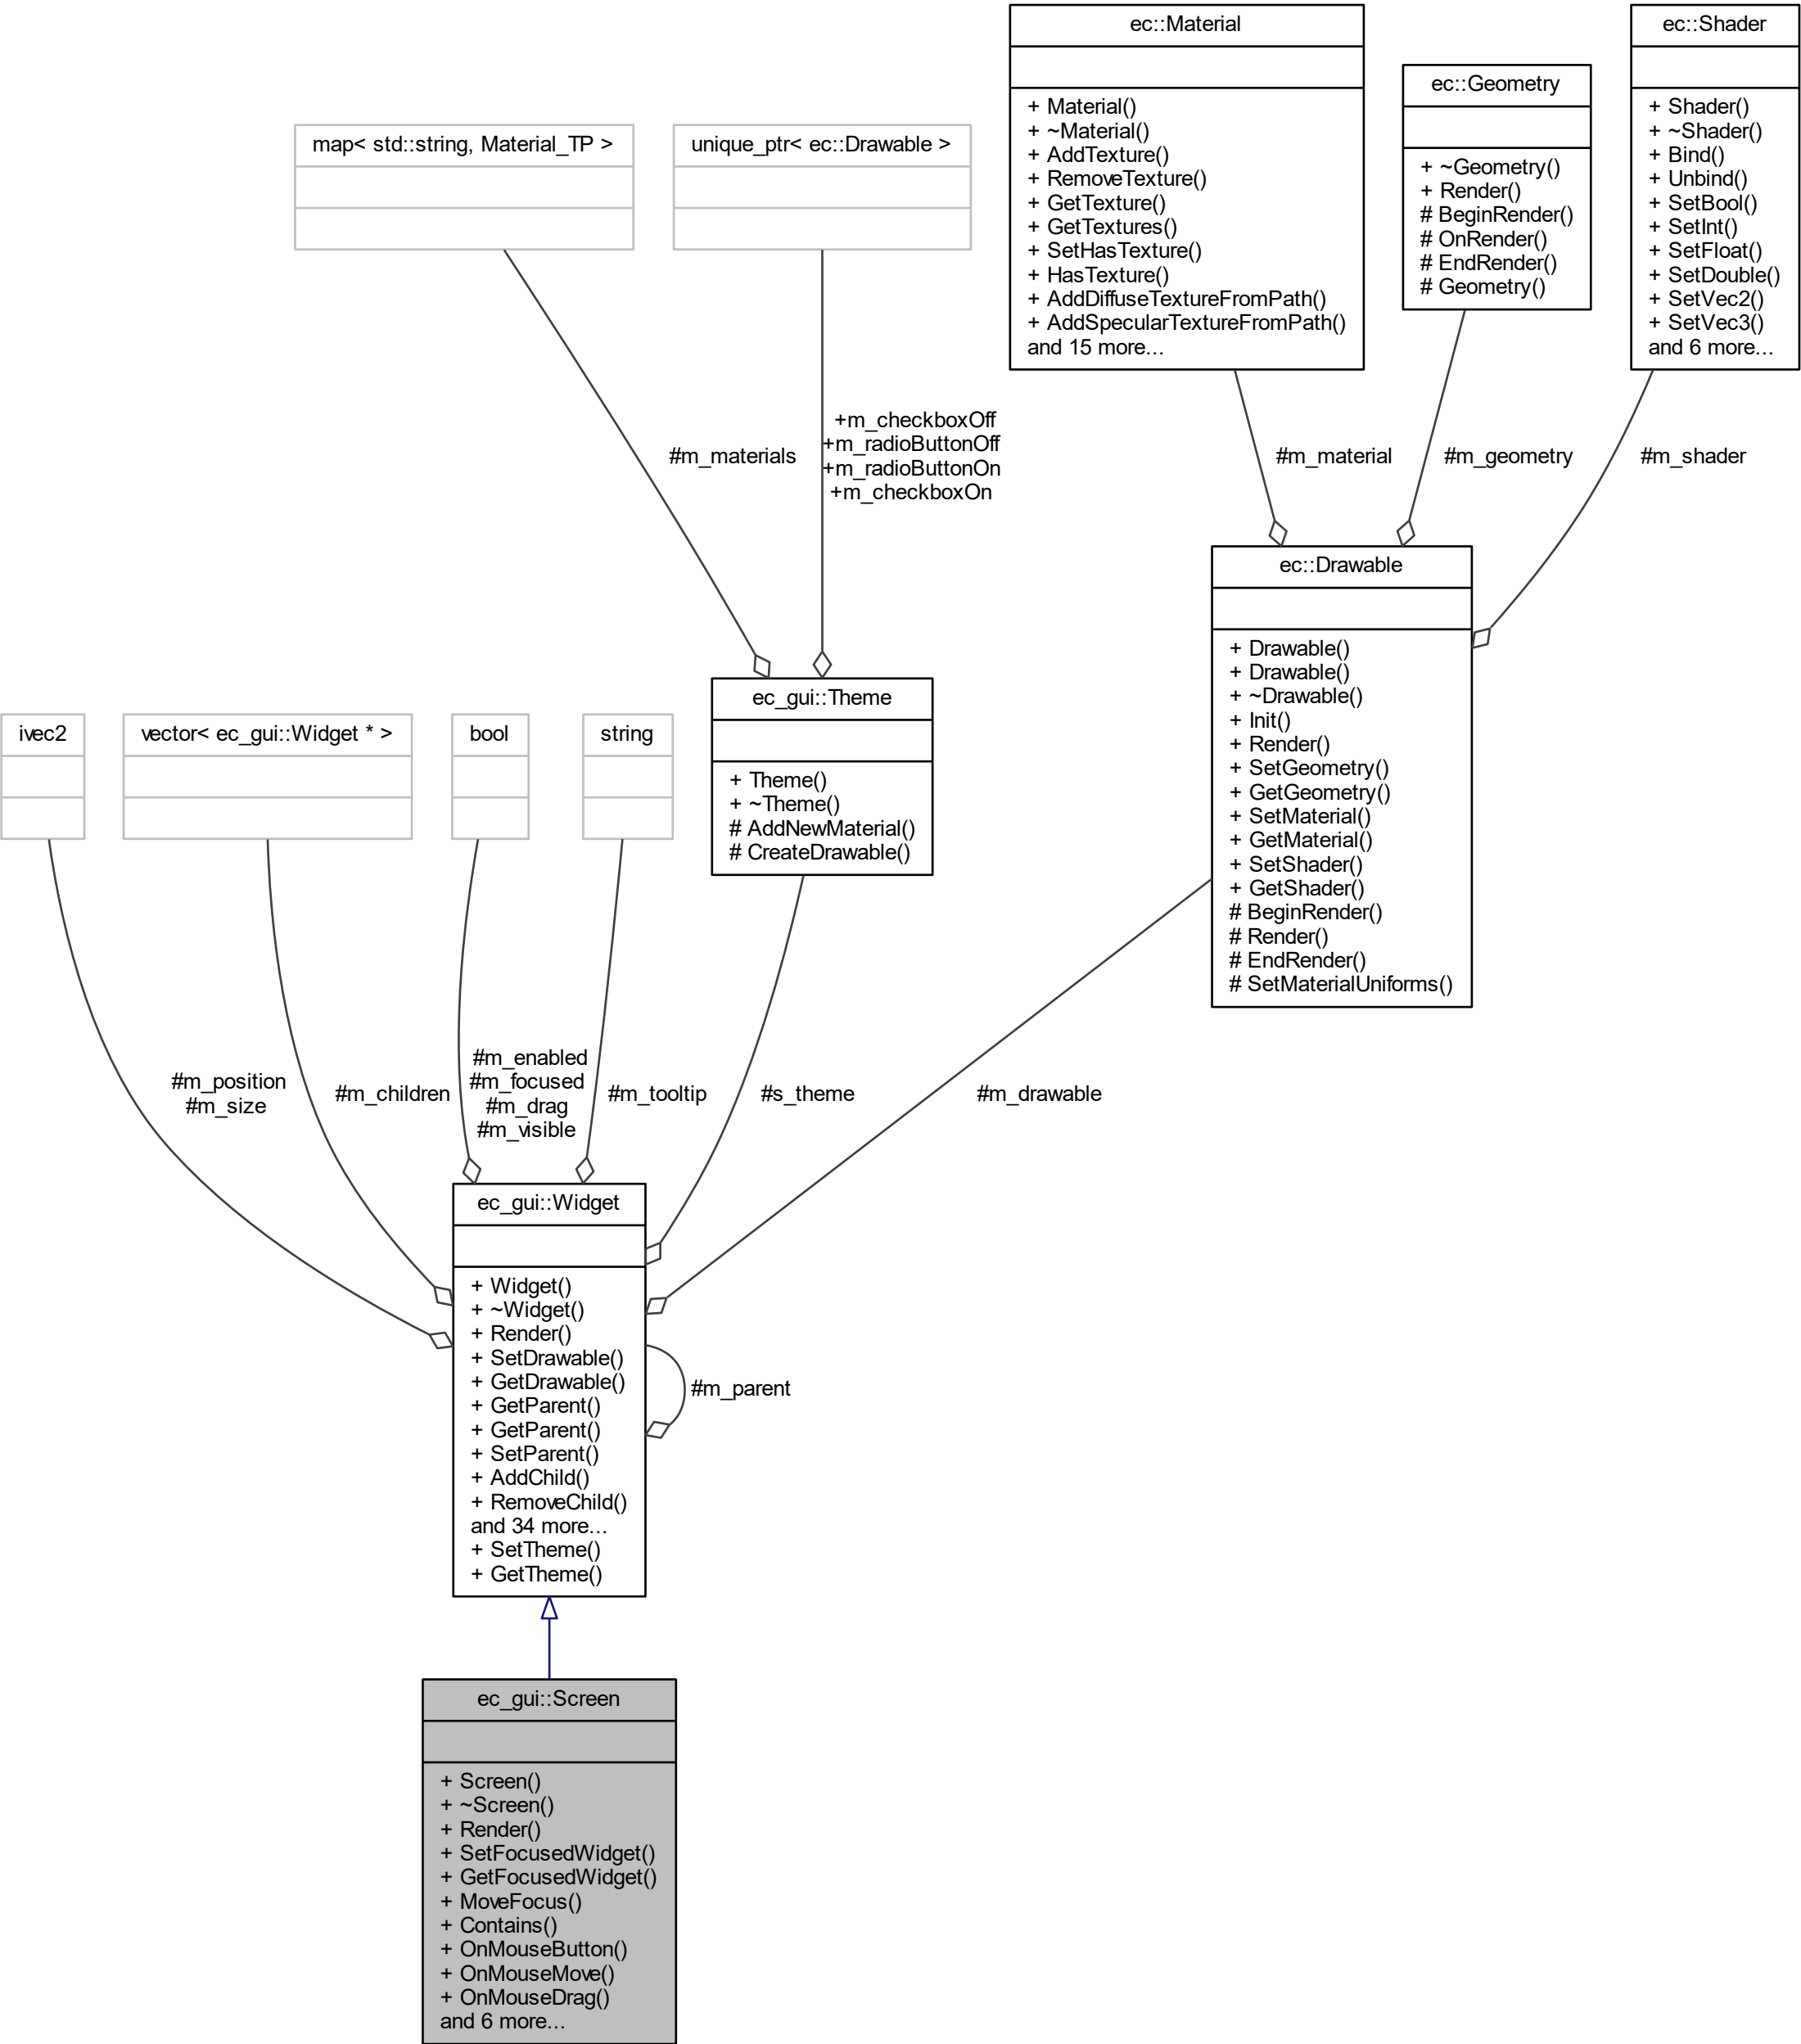 ec::Material
+ Material()
+ ~Material()
+ AddTexture()
+ RemoveTexture()
+ GetTexture()
+ GetTextures()
+ SetHasTexture()
+ HasTexture()
+ AddDiffuseTextureFromPath()
+ AddSpecularTextureFromPath()
and 15 more...
ec::Geometry
+ ~Geometry()
+ Render()
# BeginRender()
# OnRender()
# EndRender()
# Geometry()
ec::Shader
+ Shader()
+ ~Shader()
+ Bind()
+ Unbind()
+ SetBool()
+ SetInt()
+ SetFloat()
+ SetDouble()
+ SetVec2()
+ SetVec3()
and 6 more...
map< std::string, Material_TP >
unique_ptr< ec::Drawable >
#m_materials
+m_checkboxOff
+m_radioButtonOff
+m_radioButtonOn
+m_checkboxOn
#m_material
#m_geometry
#m_shader
ec::Drawable
+ Drawable()
+ Drawable()
+ ~Drawable()
+ Init()
+ Render()
+ SetGeometry()
+ GetGeometry()
+ SetMaterial()
+ GetMaterial()
+ SetShader()
+ GetShader()
# BeginRender()
# Render()
# EndRender()
# SetMaterialUniforms()
ivec2
vector< ec_gui::Widget * >
bool
string
ec_gui::Theme
+ Theme()
+ ~Theme()
# AddNewMaterial()
# CreateDrawable()
#m_position
#m_size
#m_children
#m_enabled
#m_focused
#m_drag
#m_visible
#m_tooltip
#s_theme
#m_drawable
ec_gui::Widget
+ Widget()
+ ~Widget()
+ Render()
+ SetDrawable()
+ GetDrawable()
+ GetParent()
+ GetParent()
+ SetParent()
+ AddChild()
+ RemoveChild()
and 34 more...
+ SetTheme()
+ GetTheme()
#m_parent
ec_gui::Screen
+ Screen()
+ ~Screen()
+ Render()
+ SetFocusedWidget()
+ GetFocusedWidget()
+ MoveFocus()
+ Contains()
+ OnMouseButton()
+ OnMouseMove()
+ OnMouseDrag()
and 6 more...